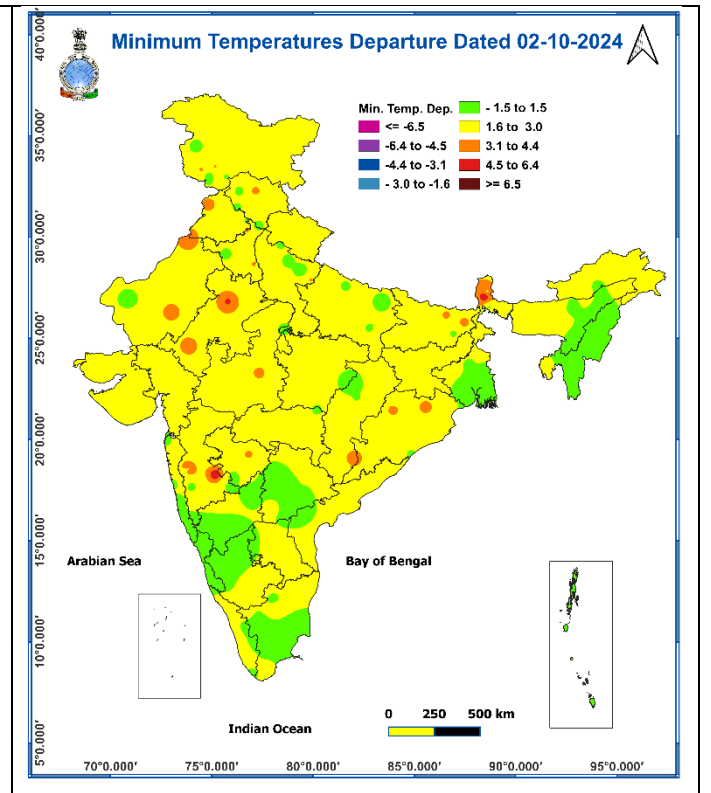 Minimum Temperatures Departure Dated 02-10-2024
Min. Temp. Dep.
<= -6.5
-6.4 to -4.5
-4.4 to -3.1
- 3.0 to -1.6
- 1.5 to 1.5
1.6 to 3.0
3.1 to 4.4
4.5 to 6.4
>= 6.5
40°0.000'
35°0.000'
30°0.000'
25°0.000'
20°0.000'
15°0.000'
10°0.000'
5°0.000'
Arabian Sea
Bay of Bengal
Indian Ocean
0 250 500 km
70°0.000' 75°0.000' 80°0.000' 85°0.000' 90°0.000' 95°0.000'